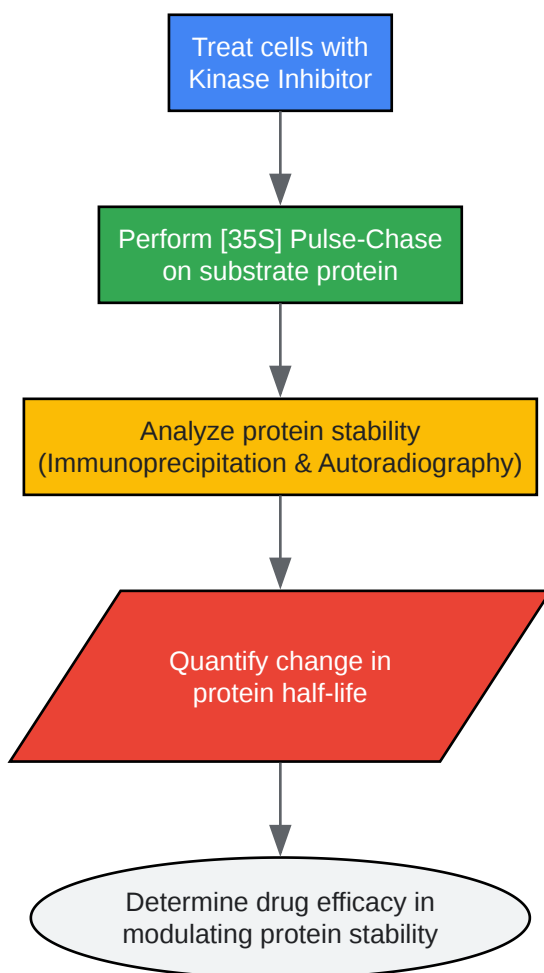 Treat cells with
Kinase Inhibitor
Perform [35S] Pulse-Chase
on substrate protein
Analyze protein stability
(Immunoprecipitation & Autoradiography)
Quantify change in
protein half-life
Determine drug efficacy in
modulating protein stability